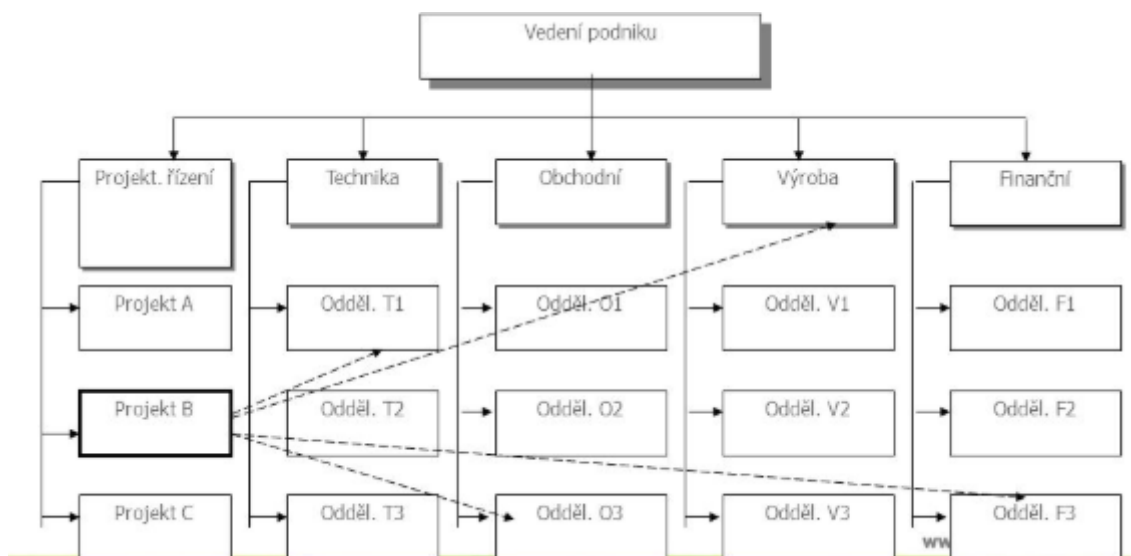 Vedení podniku
Projekt. řízení
Technika
Obchodní
Výroba
Finanční
Projekt A
Odděl. T1
Odděl. O1
Odděl. V1
Odděl. F1
Projekt B
Odděl. T2
Odděl. O2
Odděl. V2
Odděl. F2
Projekt C
Odděl. T3
Odděl. O3
Odděl. V3
Odděl. F3